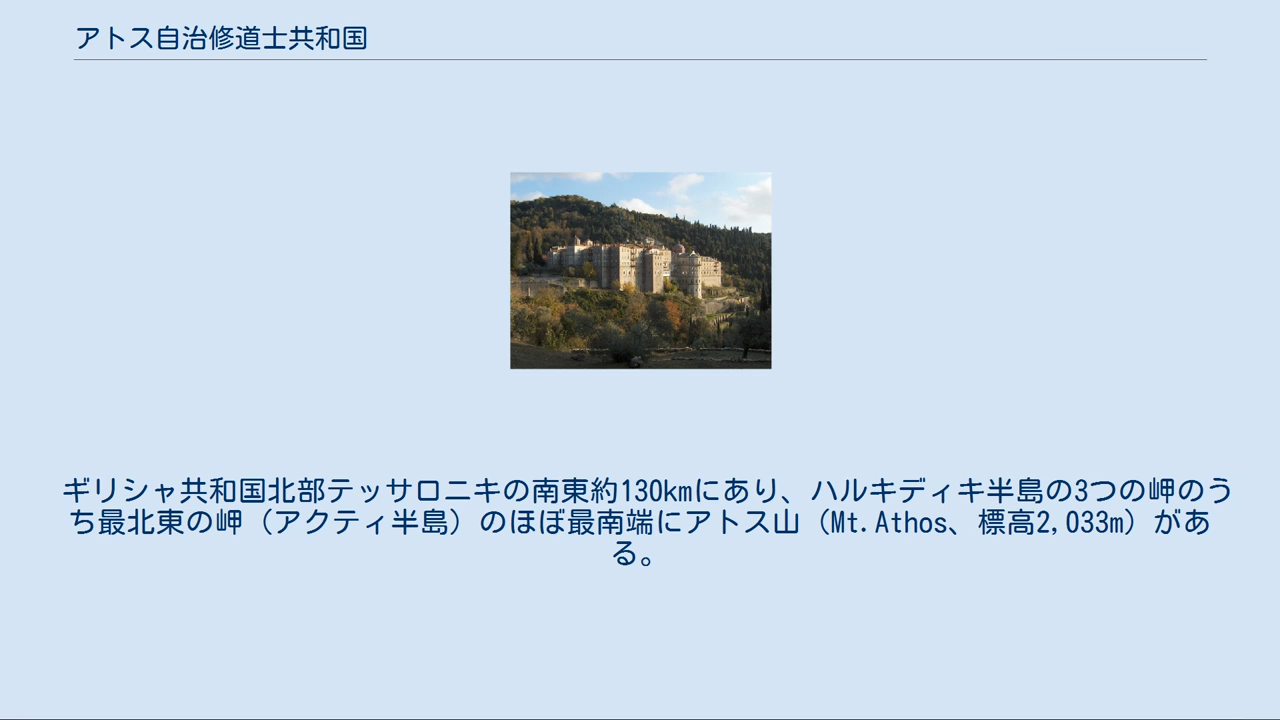 アトス自治修道士共和国
ギリシャ共和国北部テッサロニキの南東約130kmにあり、ハルキディキ半島の3つの岬のう
ち最北東の岬（アクティ半島）のほぼ最南端にアトス山（Mt.Athos、標高2,033m）があ
る。